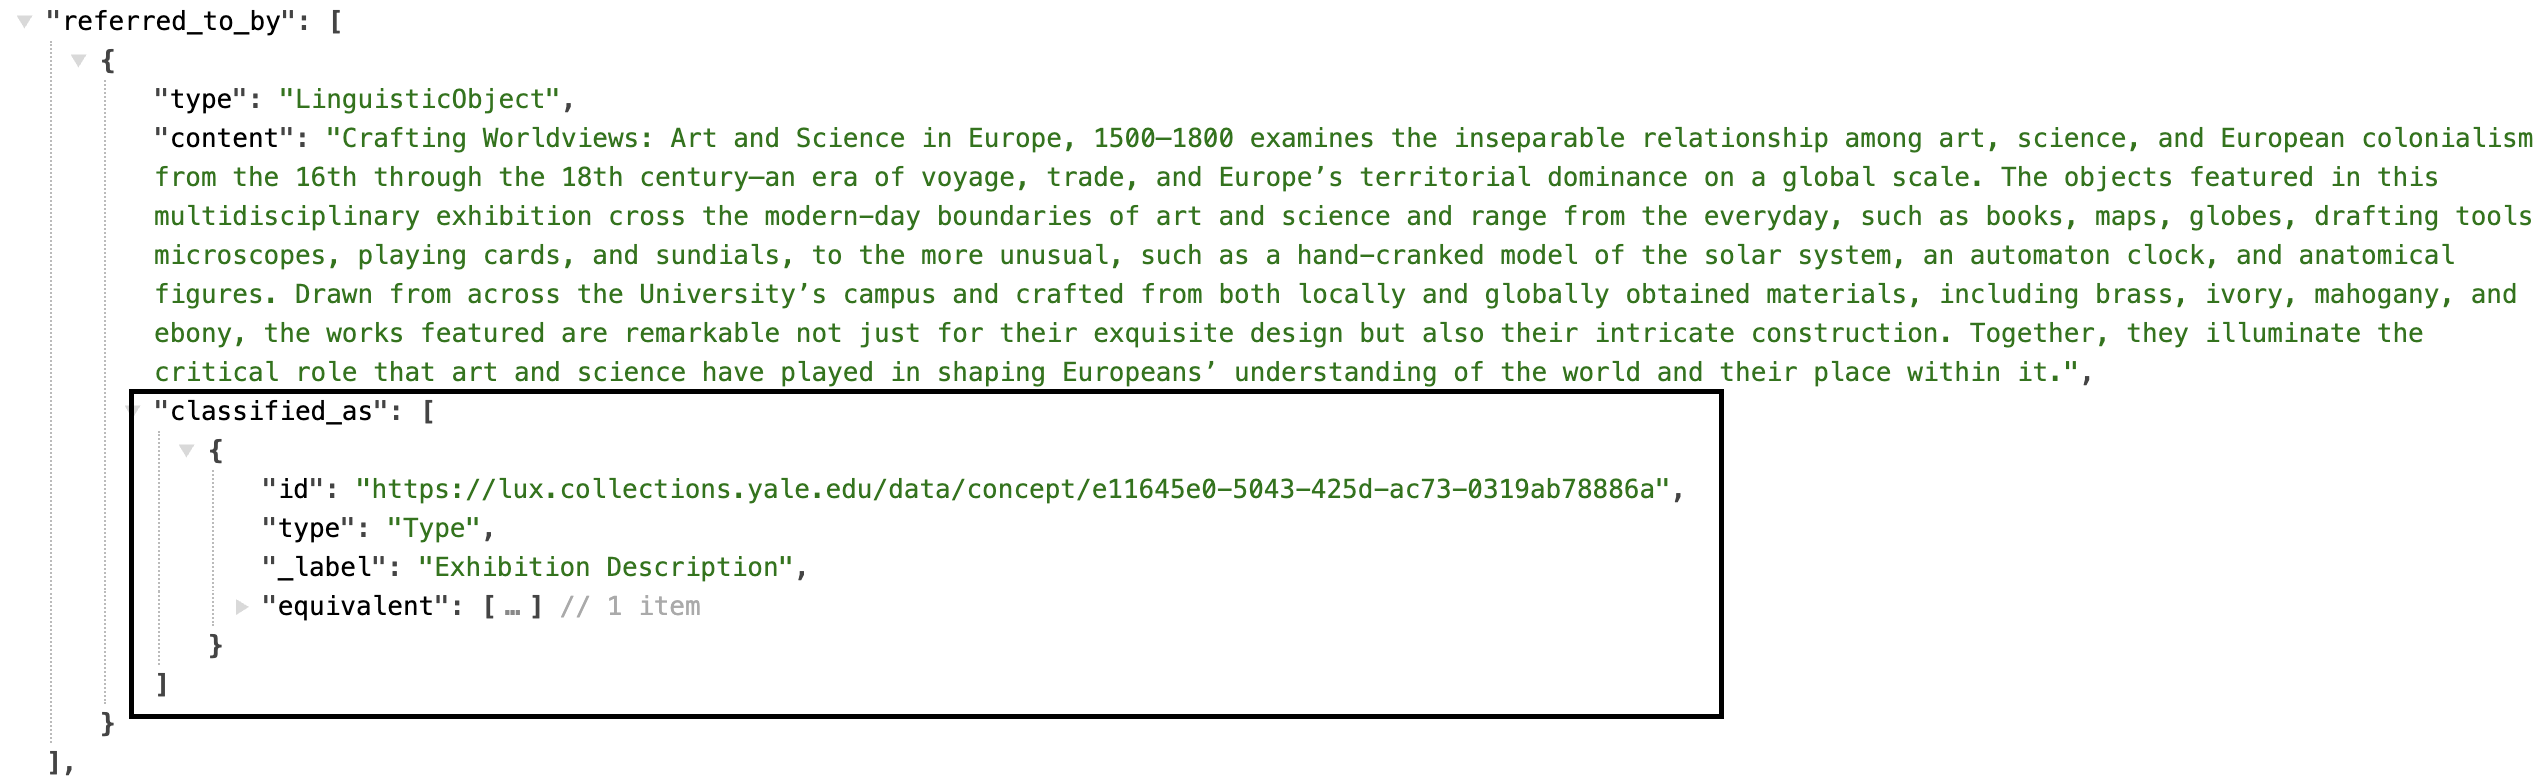 "referred_to_by": [
{
"type": "LinguisticObject",
"content": "Crafting Worldviews: Art and Science in Europe, 1500–1800 examines the inseparable relationship among art, science, and European colonialism
from the 16th through the 18th century—an era of voyage, trade, and Europe’s territorial dominance on a global scale. The objects featured in this
multidisciplinary exhibition cross the modern-day boundaries of art and science and range from the everyday, such as books, maps, globes, drafting tools
microscopes, playing cards, and sundials, to the more unusual, such as a hand-cranked model of the solar system, an automaton clock, and anatomical
figures. Drawn from across the University’s campus and crafted from both locally and globally obtained materials, including brass, ivory, mahogany, and
ebony, the works featured are remarkable not just for their exquisite design but also their intricate construction. Together, they illuminate the
critical role that art and science have played in shaping Europeans’ understanding of the world and their place within it.",
"classified_as": [
{
"id": "https://lux.collections.yale.edu/data/concept/e11645e0-5043-425d-ac73-0319ab78886a",
"type": "Type",
"_label": "Exhibition Description",
"equivalent": [ … ] // 1 item
}
]
}
],